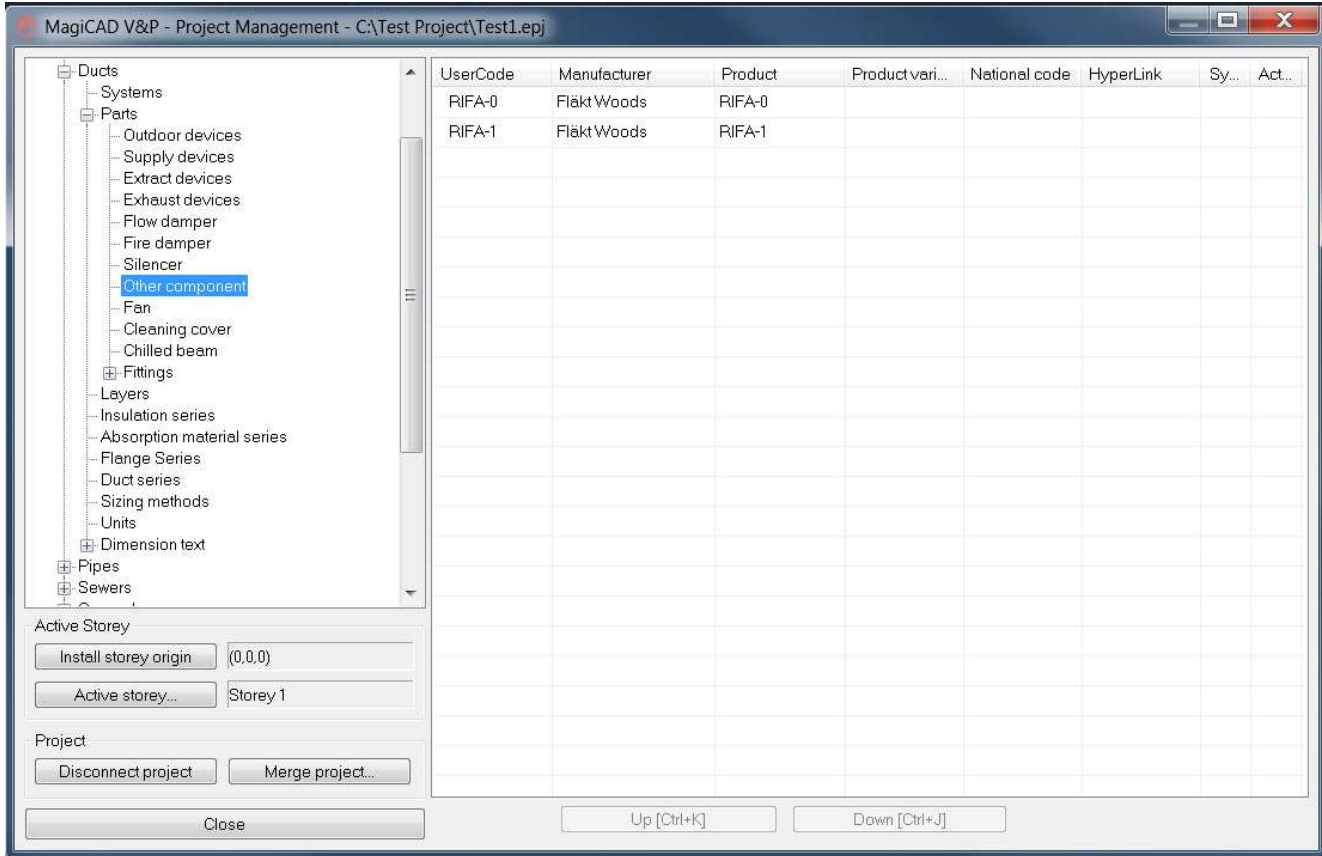 MagiCAD V&P - Project Management - C:\Test Project\Test1.epj
Ducts
Systems
Parts
Outdoor devices
Supply devices
Extract devices
Exhaust devices
Flow damper
Fire damper
Silencer
Other component
Fan
Cleaning cover
Chilled beam
Fittings
Layers
Insulation series
Absorption material series
Flange Series
Duct series
Sizing methods
Units
Dimension text
Pipes
Sewers
UserCode Manufacturer Product Product vari... National code HyperLink Sy... Act...
RIFA-0 Fläkt Woods RIFA-0
RIFA-1 Fläkt Woods RIFA-1
Active Storey
Install storey origin (0,0,0)
Active storey... Storey 1
Project
Disconnect project Merge project...
Close
Up [Ctrl+K] Down [Ctrl+J]